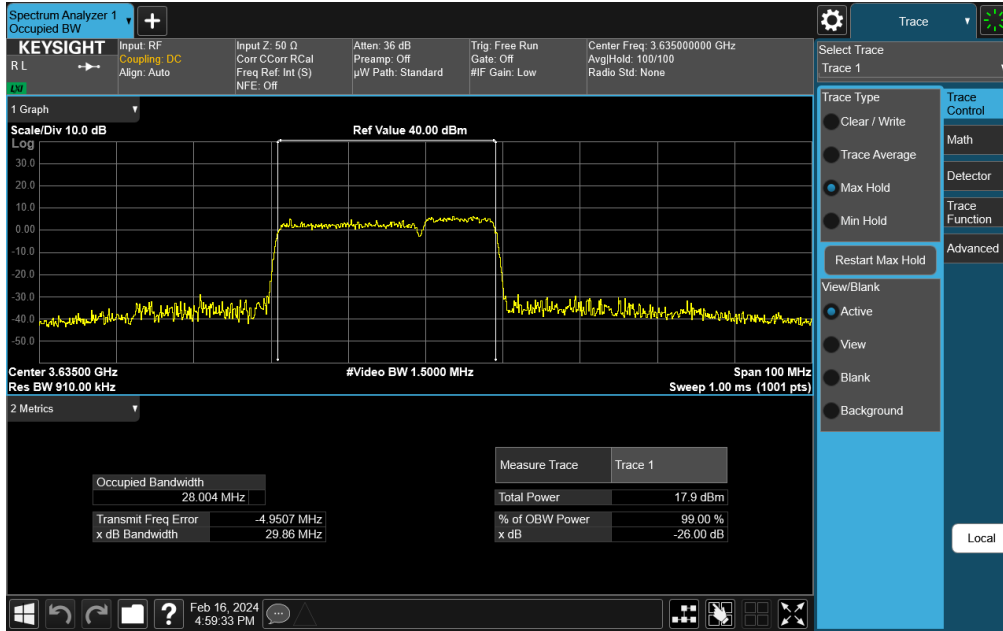 Spectrum Analyzer 1
Occupied BW
Trace
KEYSIGHT
R L
LXI
Input: RF
Coupling: DC
Align: Auto
Input Z: 50 Ω
Corr CCorr RCal
Freq Ref: Int (S)
NFE: Off
Atten: 36 dB
Preamp: Off
µW Path: Standard
Trig: Free Run
Gate: Off
#IF Gain: Low
Center Freq: 3.635000000 GHz
Avg|Hold: 100/100
Radio Std: None
Select Trace
Trace 1
1 Graph
Scale/Div 10.0 dB
Ref Value 40.00 dBm
Log
30.0
20.0
10.0
0.00
-10.0
-20.0
-30.0
-40.0
-50.0
Center 3.63500 GHz
#Video BW 1.5000 MHz
Span 100 MHz
Res BW 910.00 kHz
Sweep 1.00 ms (1001 pts)
2 Metrics
Measure Trace
Trace 1
Occupied Bandwidth
28.004 MHz
Total Power
17.9 dBm
Transmit Freq Error
-4.9507 MHz
% of OBW Power
99.00 %
x dB Bandwidth
29.86 MHz
x dB
-26.00 dB
Trace Type
Clear / Write
Trace Average
Max Hold
Min Hold
Restart Max Hold
View/Blank
Active
View
Blank
Background
Trace
Control
Math
Detector
Trace
Function
Advanced
Local
Feb 16, 2024
4:59:33 PM